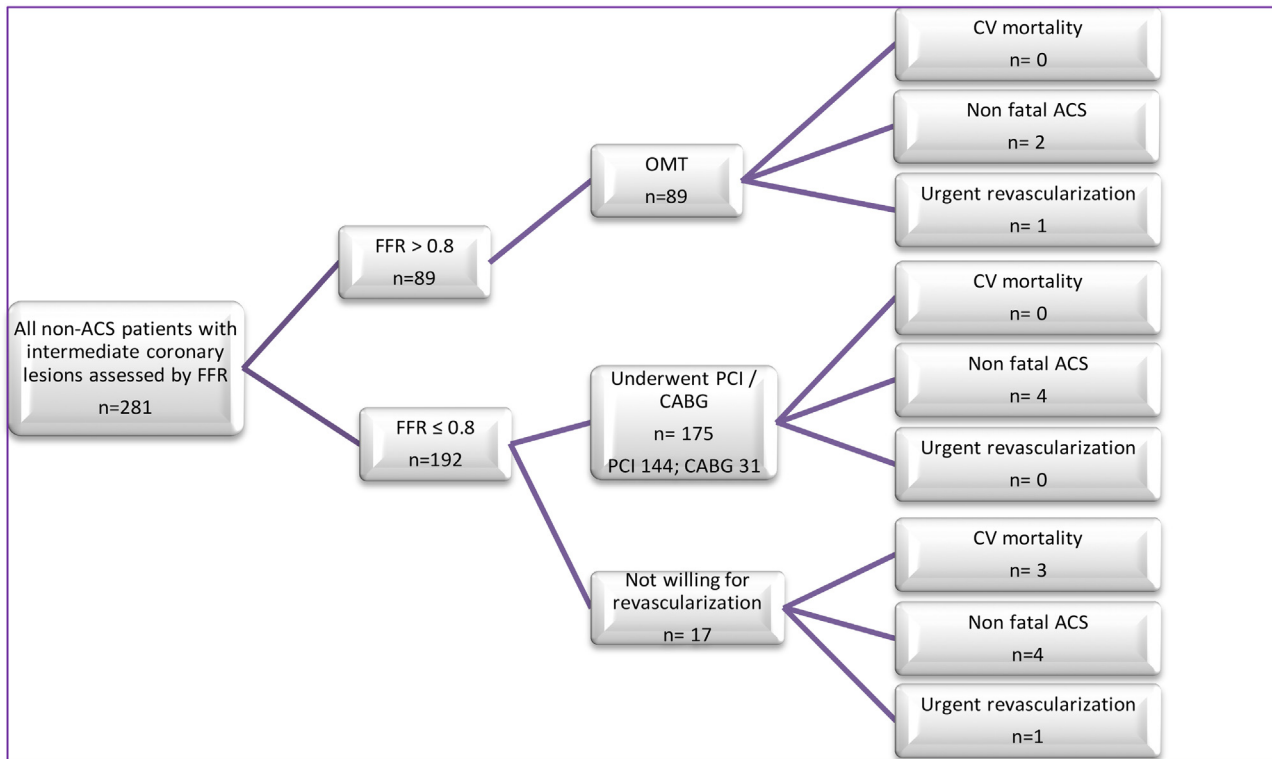 All non-ACS patients with
intermediate coronary
lesions assessed by FFR
n=281
FFR > 0.8
n=89
FFR ≤ 0.8
n=192
OMT
n=89
Underwent PCI /
CABG
n= 175
PCI 144; CABG 31
Not willing for
revascularization
n= 17
CV mortality
n= 0
Non fatal ACS
n= 2
Urgent revascularization
n= 1
CV mortality
n= 0
Non fatal ACS
n= 4
Urgent revascularization
n= 0
CV mortality
n= 3
Non fatal ACS
n=4
Urgent revascularization
n=1